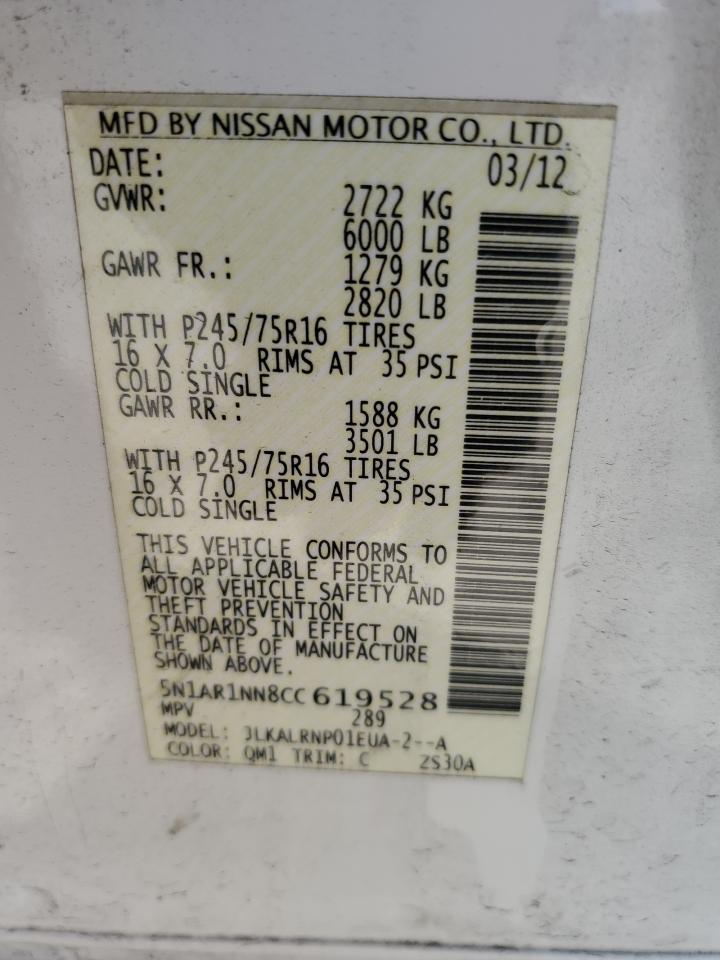 MFD BY NISSAN MOTOR CO., LTD.
DATE: 03/12
GVWR: 2722 KG
6000 LB
GAWR FR.: 1279 KG
2820 LB
WITH P245/75R16 TIRES
16 X 7.0 RIMS AT 35 PSI
COLD SINGLE
GAWR RR.: 1588 KG
3501 LB
WITH P245/75R16 TIRES
16 X 7.0 RIMS AT 35 PSI
COLD SINGLE
THIS VEHICLE CONFORMS TO
ALL APPLICABLE FEDERAL
MOTOR VEHICLE SAFETY AND
THEFT PREVENTION
STANDARDS IN EFFECT ON
THE DATE OF MANUFACTURE
SHOWN ABOVE.
5N1AR1NN8CC 619528
MPV 289
MODEL: JLKALRNP01EUA-2--A
COLOR: QM1 TRIM: C 2S30A